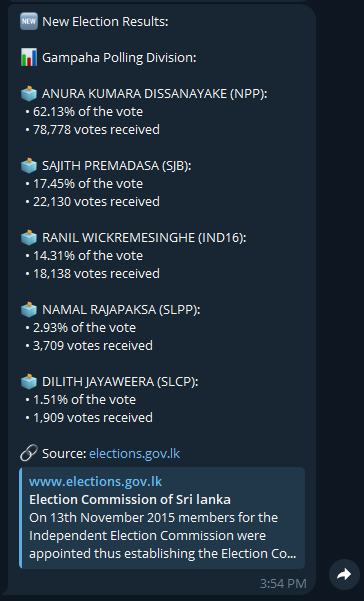 NEW New Election Results:
Gampaha Polling Division:
ANURA KUMARA DISSANAYAKE (NPP):
• 62.13% of the vote
• 78,778 votes received
SAJITH PREMADASA (SJB):
• 17.45% of the vote
• 22,130 votes received
RANIL WICKREMESINGHE (IND16):
• 14.31% of the vote
• 18,138 votes received
NAMAL RAJAPAKSA (SLPP):
• 2.93% of the vote
• 3,709 votes received
DILITH JAYAWEERA (SLCP):
• 1.51% of the vote
• 1,909 votes received
Source: elections.gov.lk
www.elections.gov.lk
Election Commission of Sri lanka
On 13th November 2015 members for the
Independent Election Commission were
appointed thus establishing the Election Co...
3:54 PM